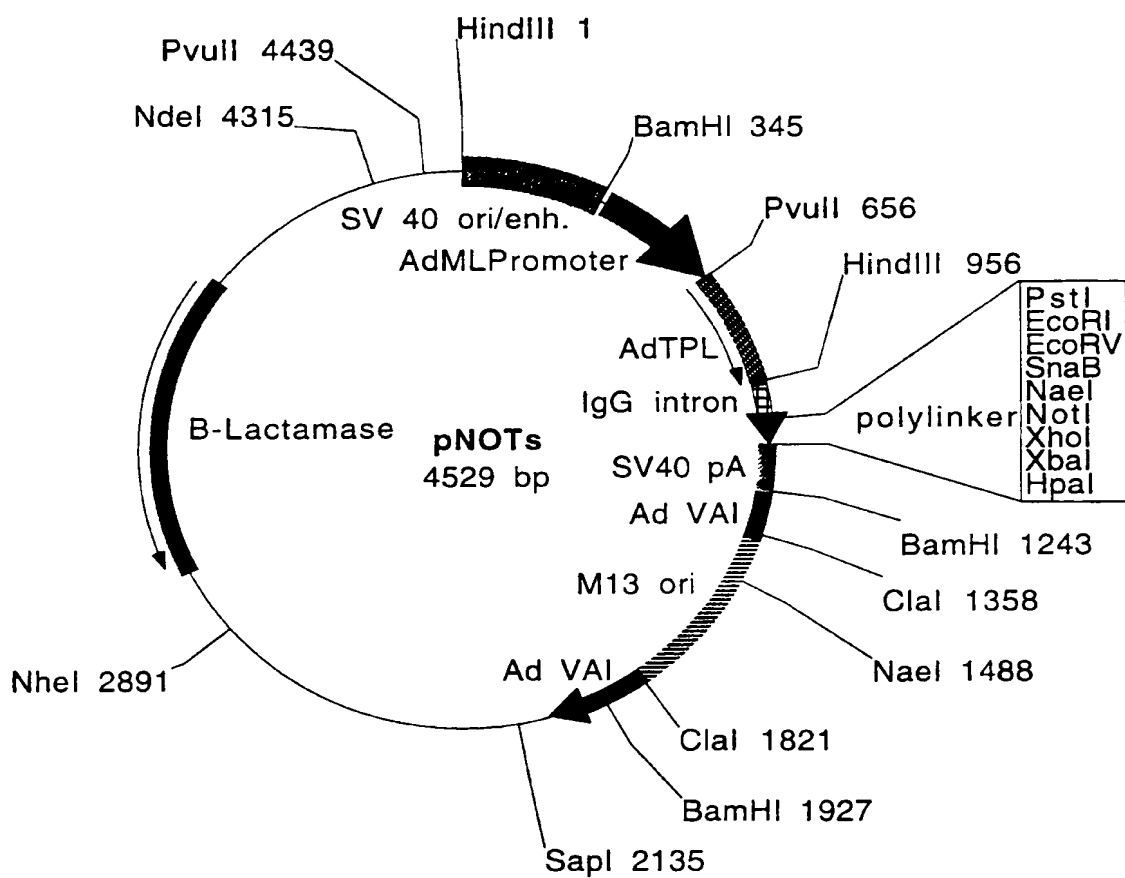 HindIII 1
PvuII 4439
NdeI 4315
BamHI 345
SV 40 ori/enh.
PvuII 656
AdMLPromoter
HindIII 956
PstI
EcoRI
EcoRV
SnaB
NaeI
NotI
XhoI
XbaI
HpaI
AdTPL
IgG intron
polylinker
B-Lactamase
pNOTs
4529 bp
SV40 pA
Ad VAI
BamHI 1243
M13 ori
ClaI 1358
NaeI 1488
Ad VAI
NheI 2891
ClaI 1821
BamHI 1927
SapI 2135